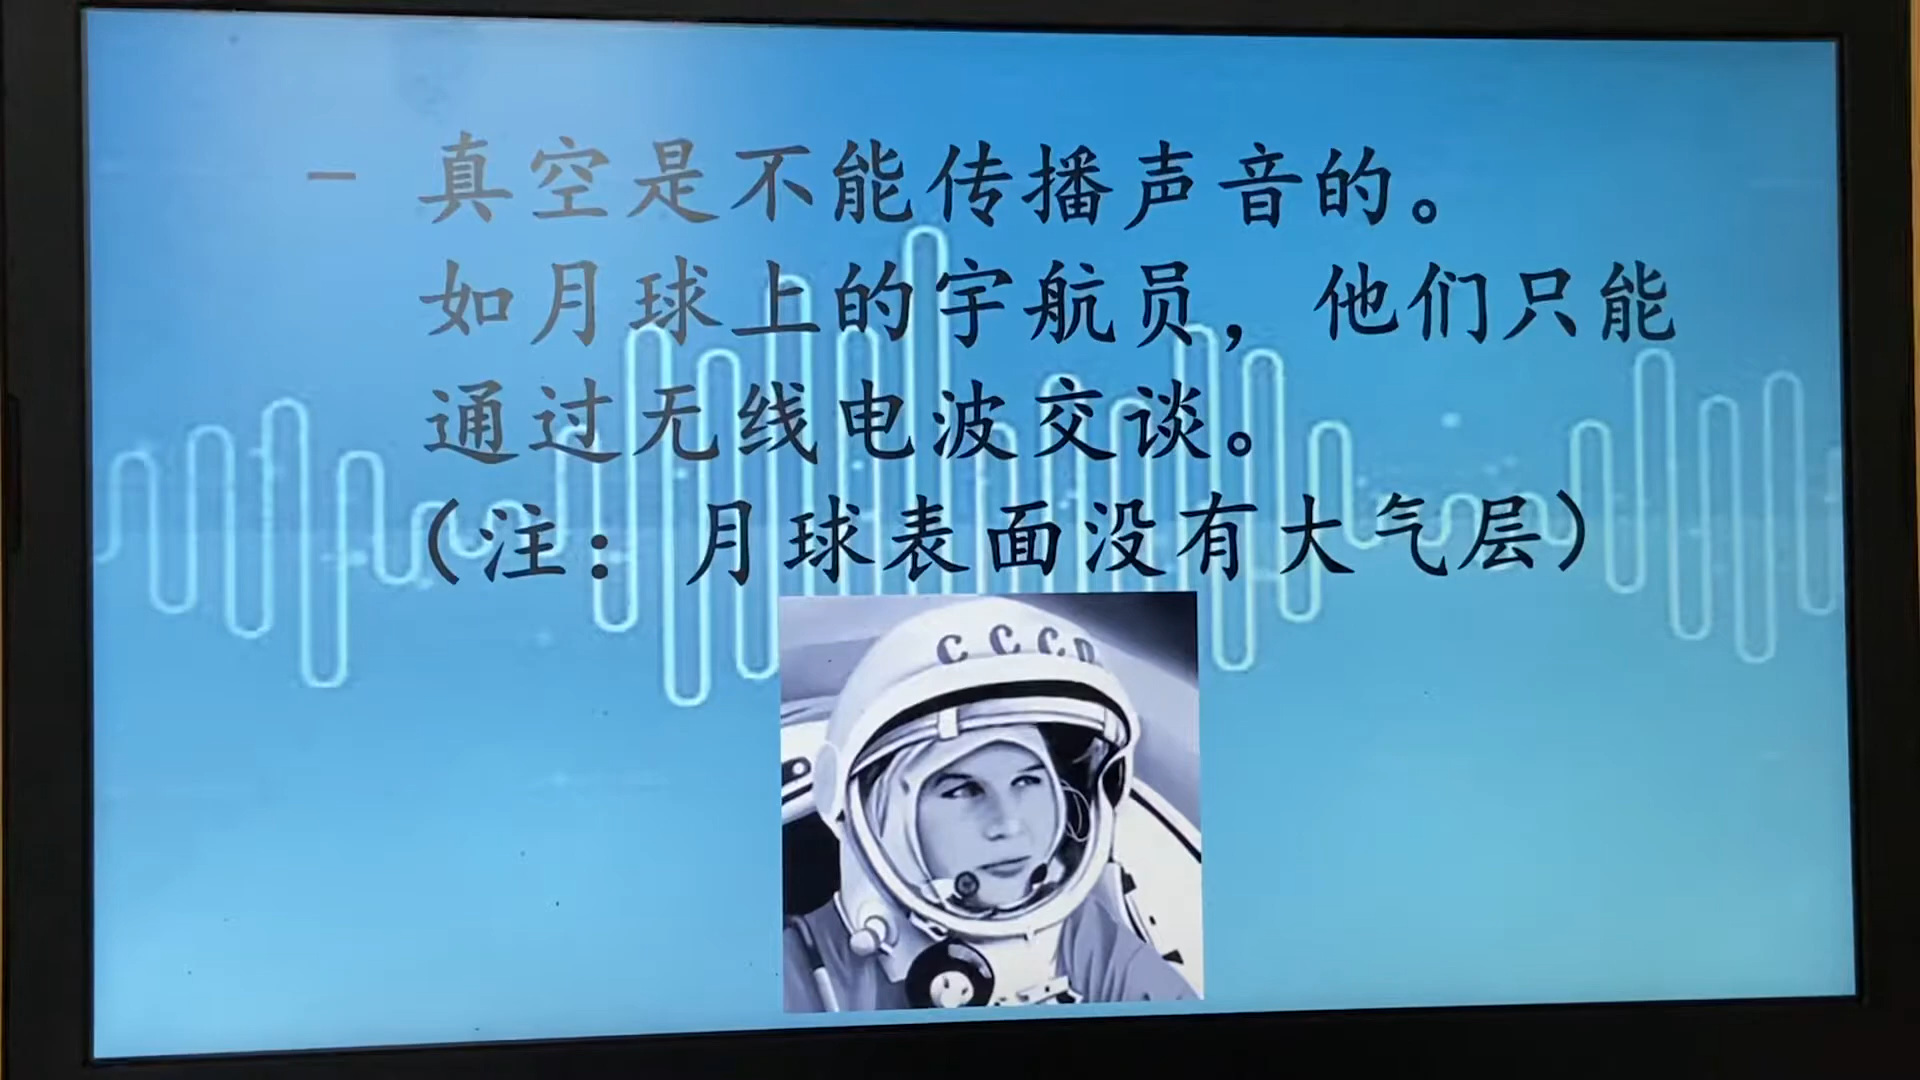 - 真空是不能传播声音的。
如月球上的宇航员，他们只能
通过无线电波交谈。
(注：月球表面没有大气层)
CCCP